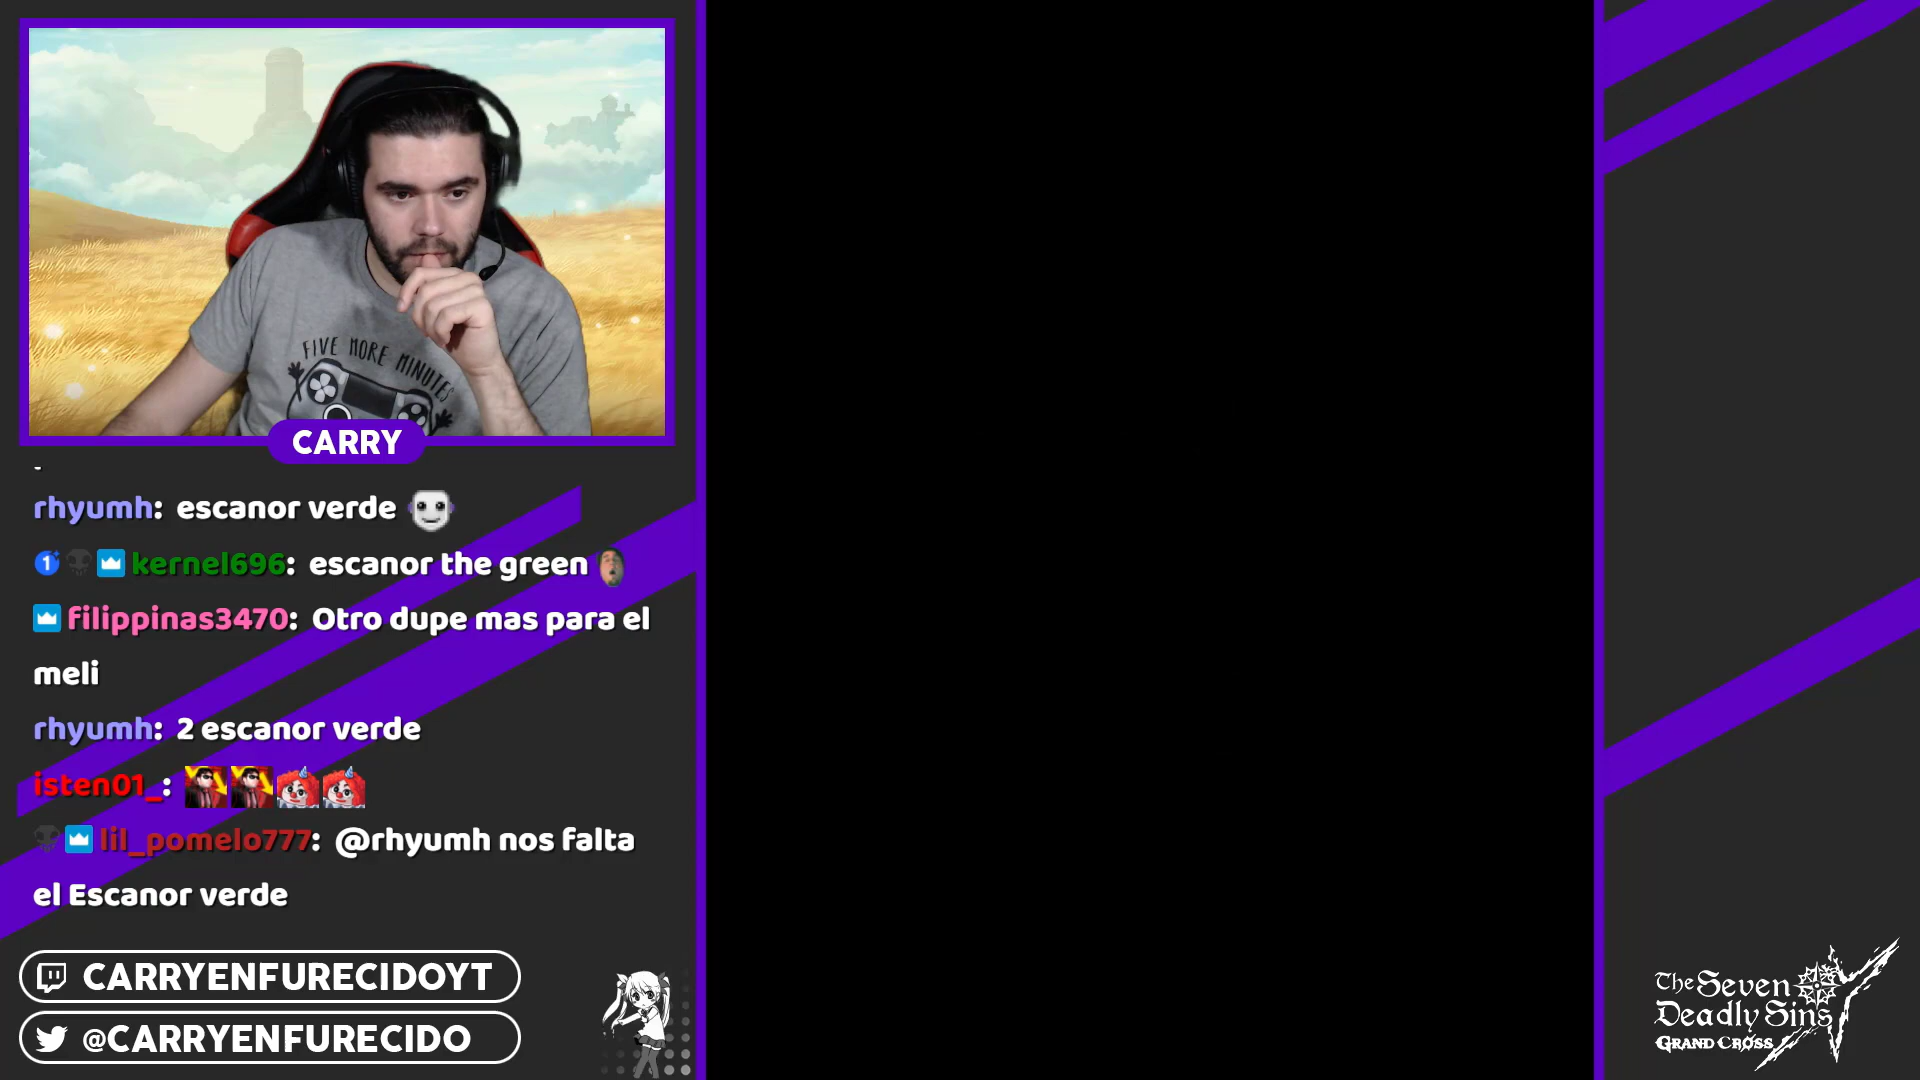 FIVE MORE MINUTES
CARRY
rhyumh: escanor verde
1 kernel696: escanor the green
filippinas3470: Otro dupe mas para el
meli
rhyumh: 2 escanor verde
isten01_:
lil_pomelo777: @rhyumh nos falta
el Escanor verde
CARRYENFURECIDOYT
@CARRYENFURECIDO
The Seven
Deadly Sins
GRAND CROSS